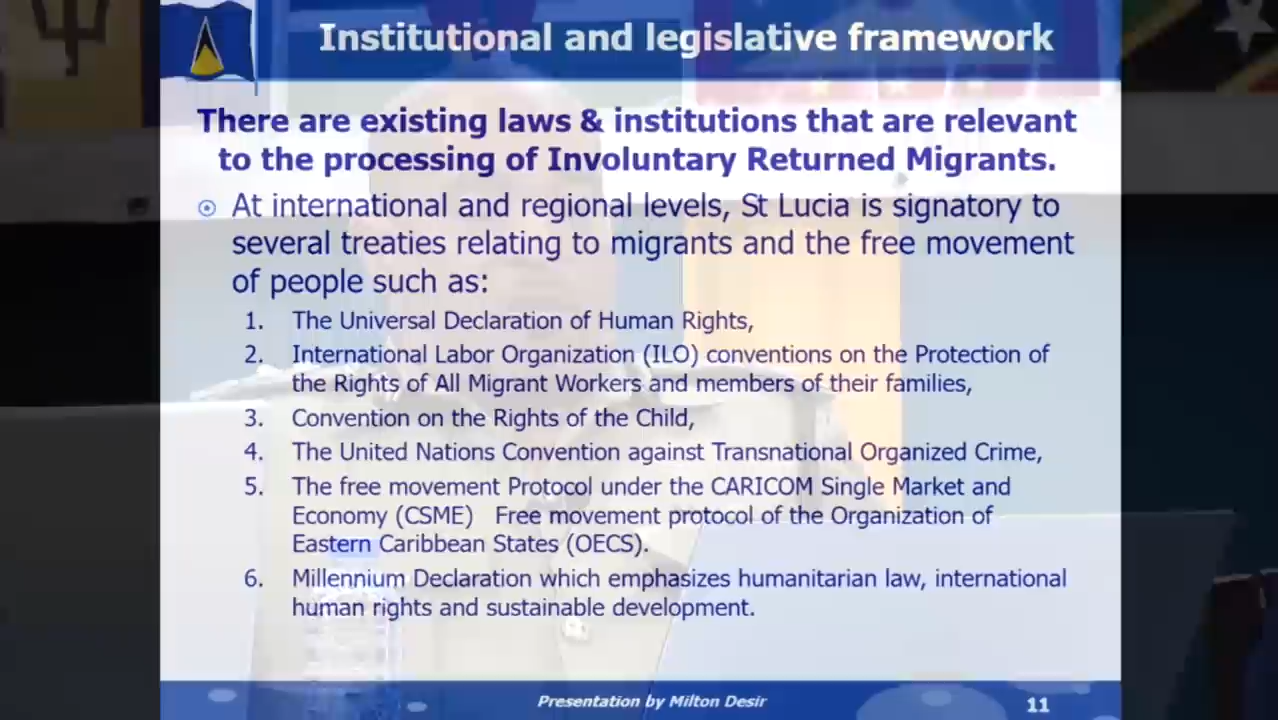 Institutional and legislative framework
There are existing laws & institutions that are relevant
to the processing of Involuntary Returned Migrants.
At international and regional levels, St Lucia is signatory to
several treaties relating to migrants and the free movement
of people such as:
1. The Universal Declaration of Human Rights,
2. International Labor Organization (ILO) conventions on the Protection of
the Rights of All Migrant Workers and members of their families,
3. Convention on the Rights of the Child,
4. The United Nations Convention against Transnational Organized Crime,
5. The free movement Protocol under the CARICOM Single Market and
Economy (CSME) Free movement protocol of the Organization of
Eastern Caribbean States (OECS).
6. Millennium Declaration which emphasizes humanitarian law, international
human rights and sustainable development.
Presentation by Milton Desir
11